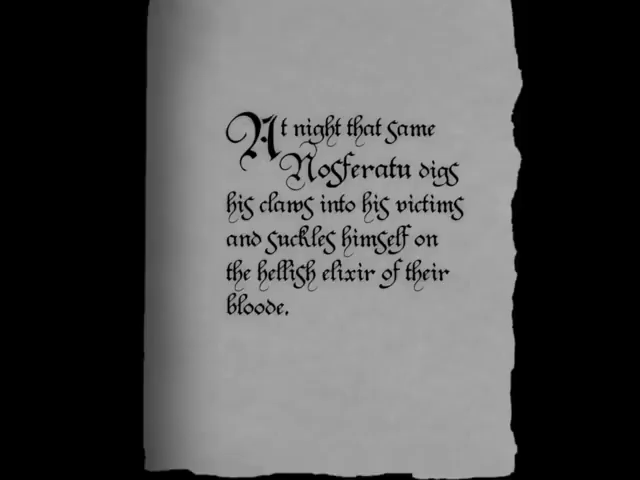 At night that same
Nosferatu digs
his claws into his victims
and suckles himself on
the hellish elixir of their
bloode.